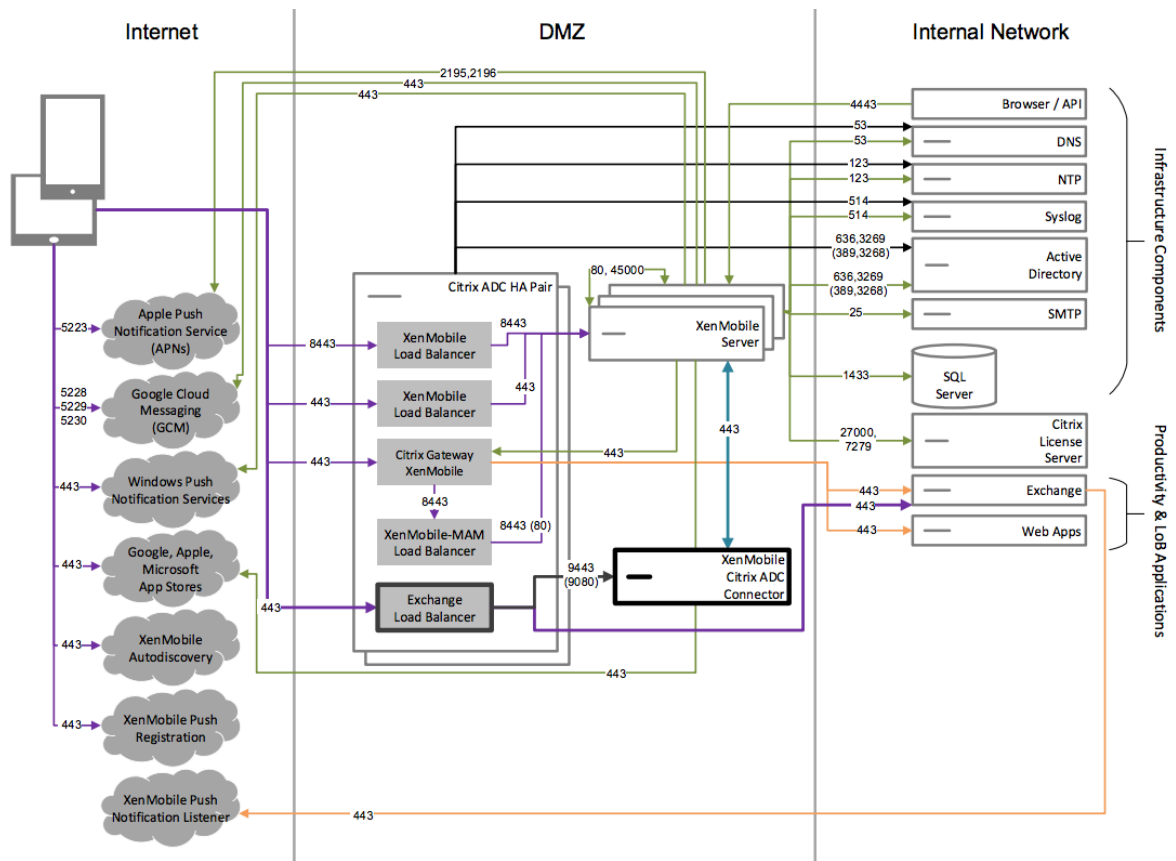 Internet
DMZ
Internal Network
2195,2196
443
443
4443
Browser / API
53
53
DNS
123
123
NTP
514
514
Syslog
636,3269
(389,3268)
636,3269
(389,3268)
Active
Directory
25
SMTP
1433
SQL
Server
27000,
7279
Citrix
License
Server
443
443
Exchange
443
Web Apps
Infrastructure Components
Productivity & LoB Applications
80, 45000
XenMobile
Server
Citrix ADC HA Pair
8443
XenMobile
Load Balancer
8443
443
443
XenMobile
Load Balancer
443
Citrix Gateway
XenMobile
443
8443
XenMobile-MAM
Load Balancer
8443 (80)
443
443
Exchange
Load Balancer
9443
(9080)
XenMobile
Citrix ADC
Connector
443
5223
Apple Push
Notification Service
(APNs)
5228
5229
5230
Google Cloud
Messaging
(GCM)
443
Windows Push
Notification Services
443
Google, Apple,
Microsoft
App Stores
443
XenMobile
Autodiscovery
443
XenMobile Push
Registration
XenMobile Push
Notification Listener
443